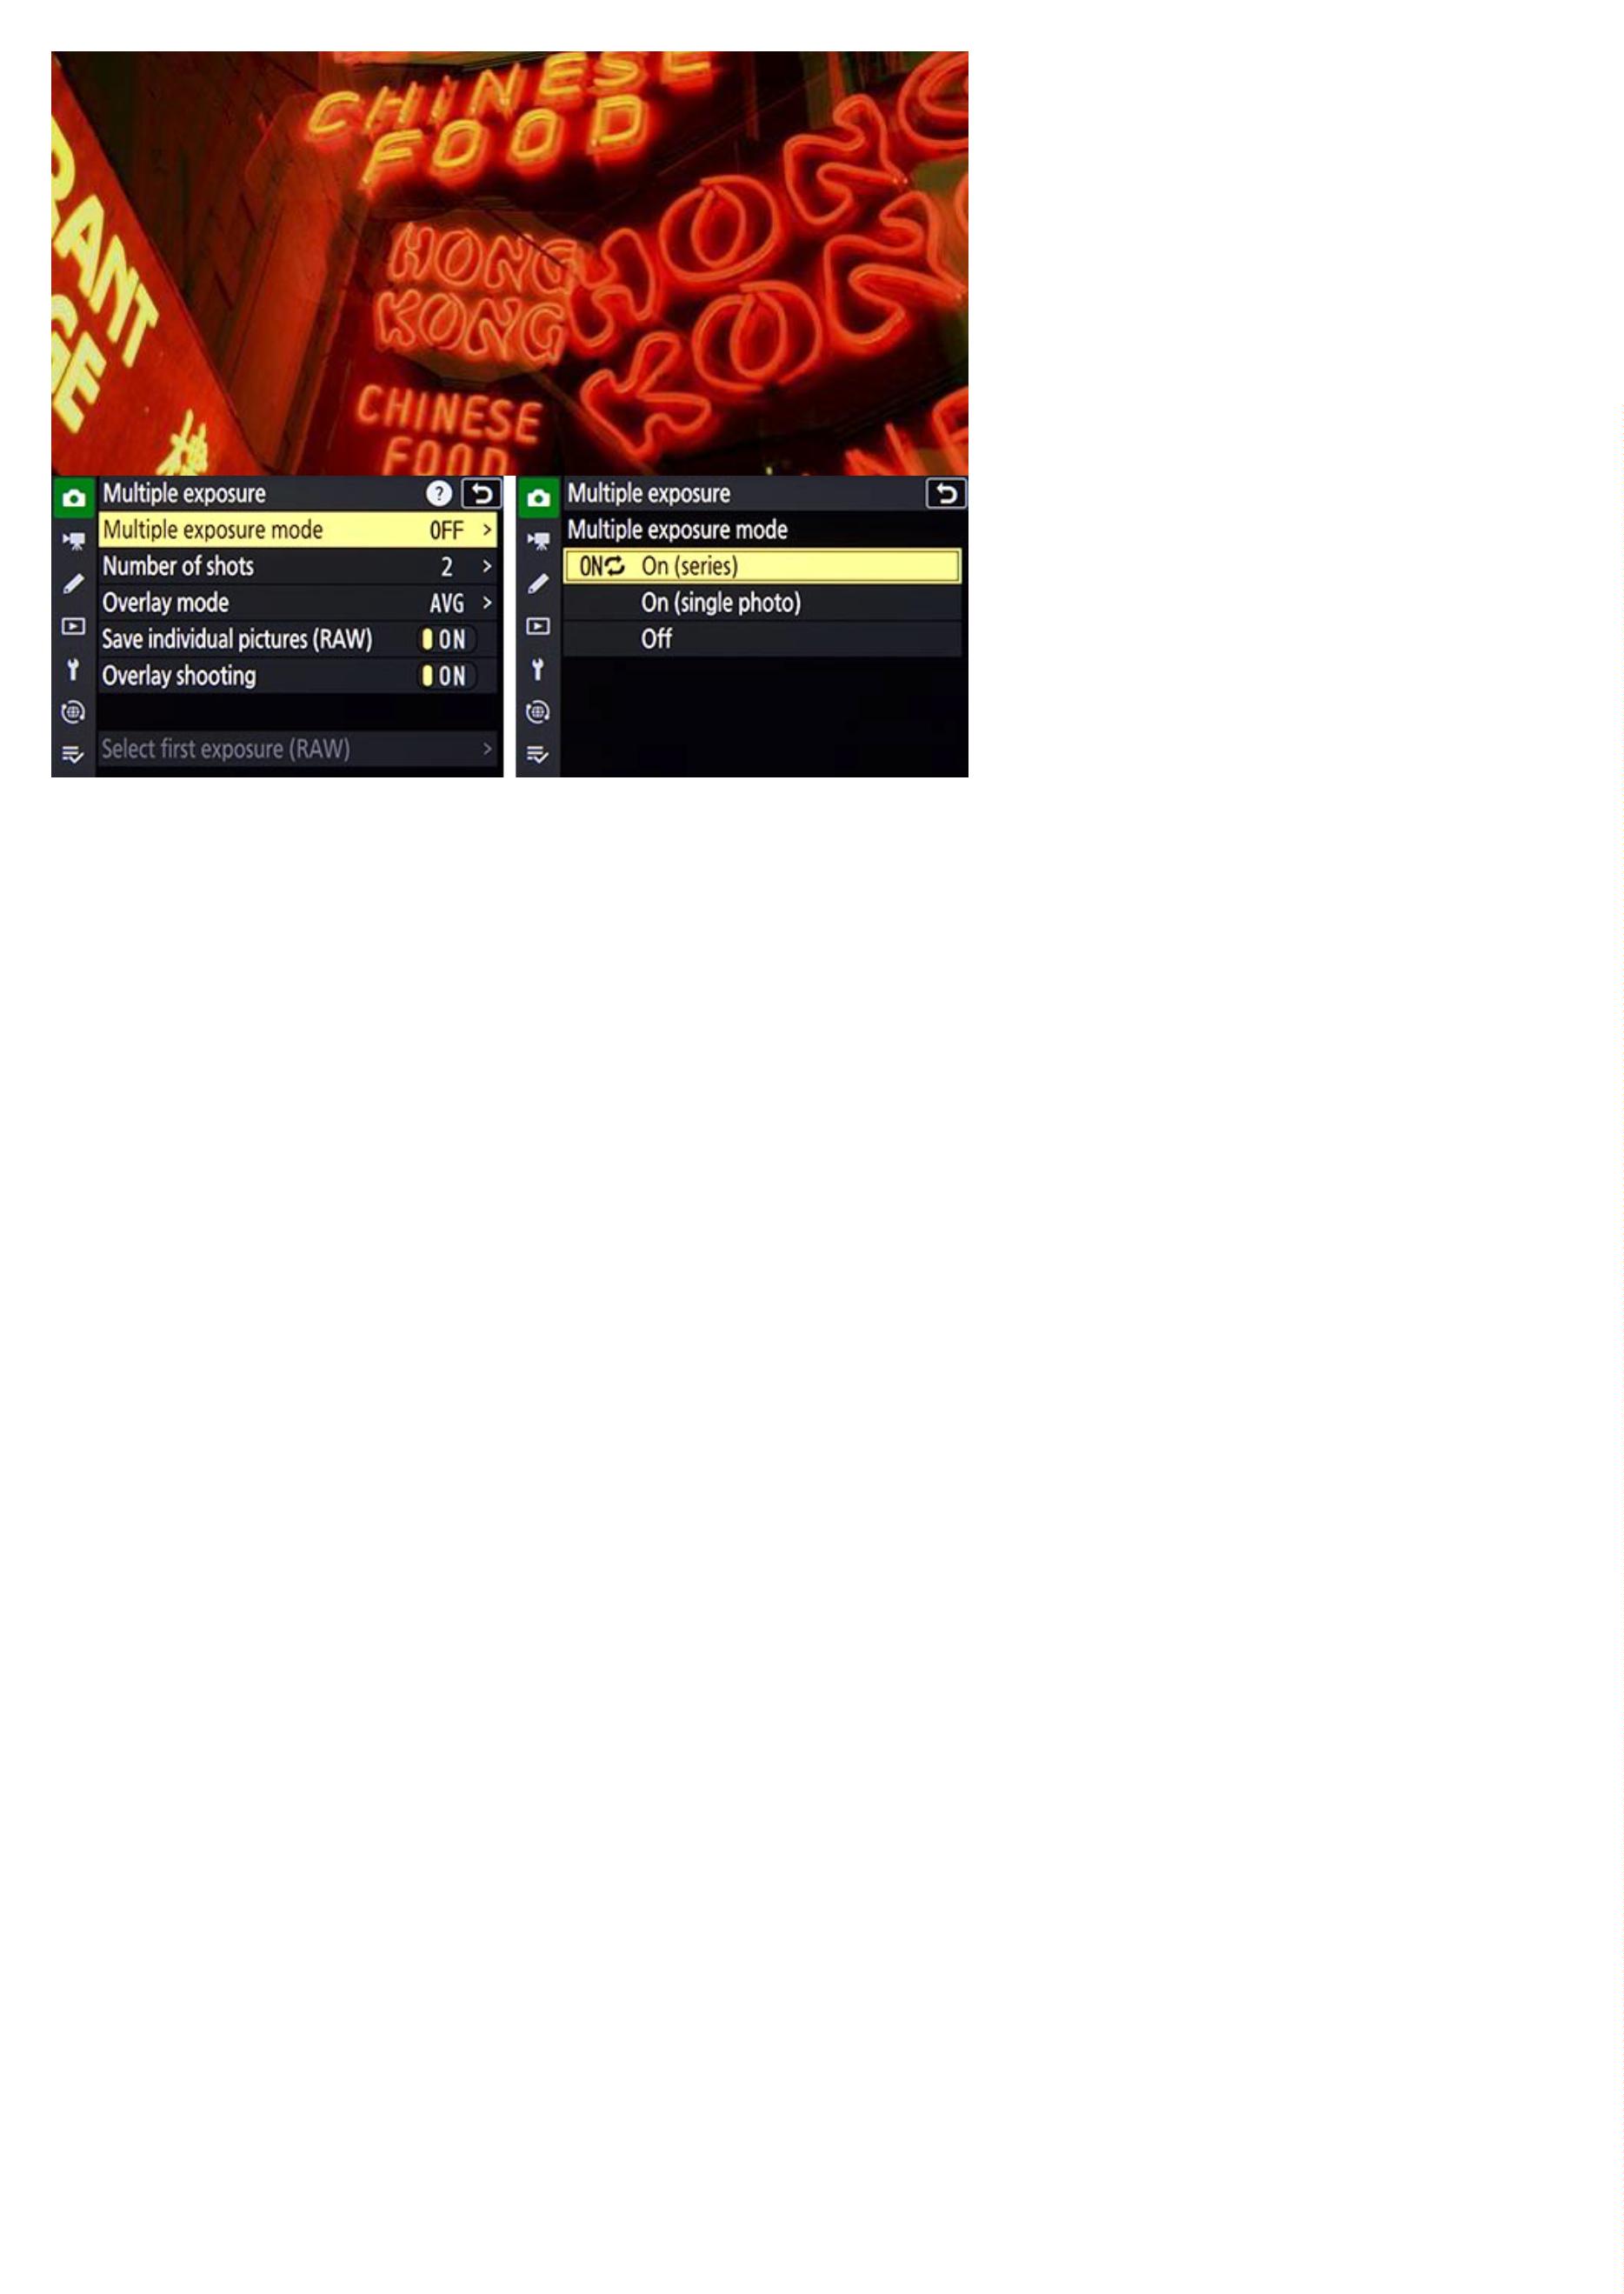 CHINESE
FOOD
HONG
KONG
HONG
KONG
CHINESE
FOOD
RANT
Multiple exposure
Multiple exposure mode OFF >
Number of shots 2 >
Overlay mode AVG >
Save individual pictures (RAW) ON
Overlay shooting ON
Select first exposure (RAW) >
Multiple exposure
Multiple exposure mode
ON On (series)
On (single photo)
Off